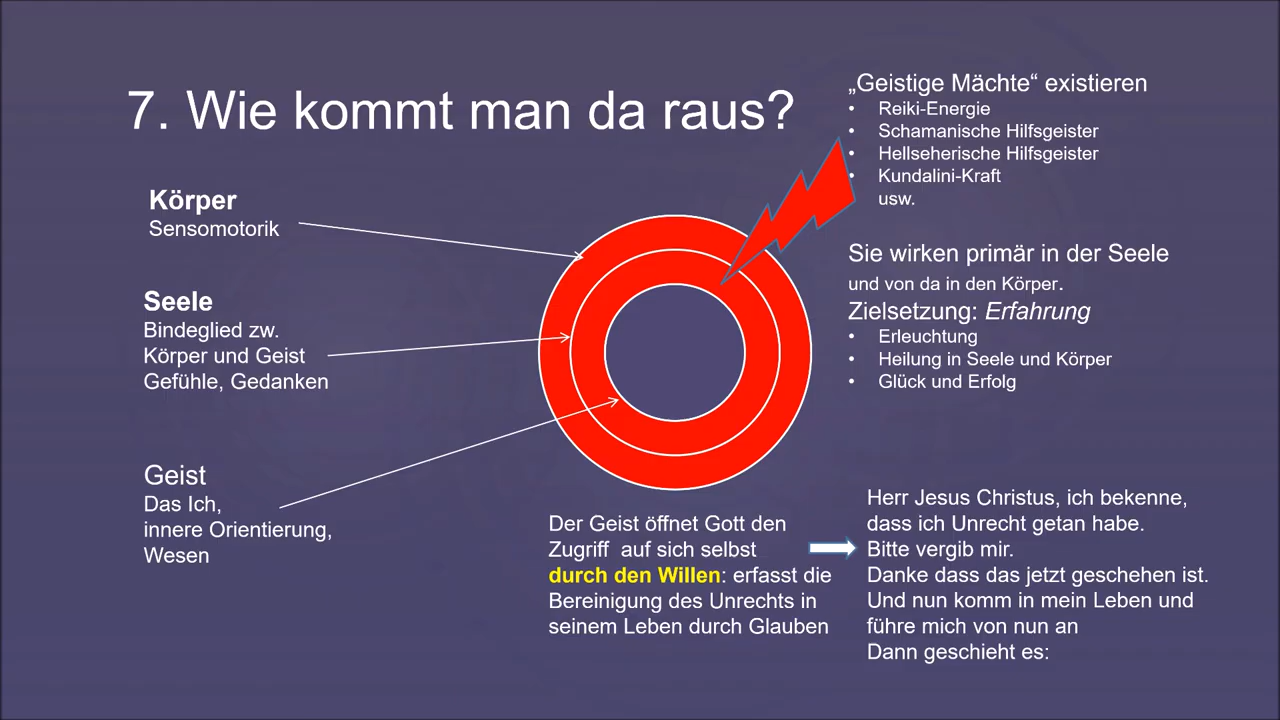 7. Wie kommt man da raus?
Körper
Sensomotorik
Seele
Bindeglied zw.
Körper und Geist
Gefühle, Gedanken
Geist
Das Ich,
innere Orientierung,
Wesen
„Geistige Mächte“ existieren
• Reiki-Energie
• Schamanische Hilfsgeister
• Hellseherische Hilfsgeister
• Kundalini-Kraft
usw.
Sie wirken primär in der Seele
und von da in den Körper.
Zielsetzung: Erfahrung
• Erleuchtung
• Heilung in Seele und Körper
• Glück und Erfolg
Der Geist öffnet Gott den
Zugriff auf sich selbst
durch den Willen: erfasst die
Bereinigung des Unrechts in
seinem Leben durch Glauben
Herr Jesus Christus, ich bekenne,
dass ich Unrecht getan habe.
Bitte vergib mir.
Danke dass das jetzt geschehen ist.
Und nun komm in mein Leben und
führe mich von nun an
Dann geschieht es: